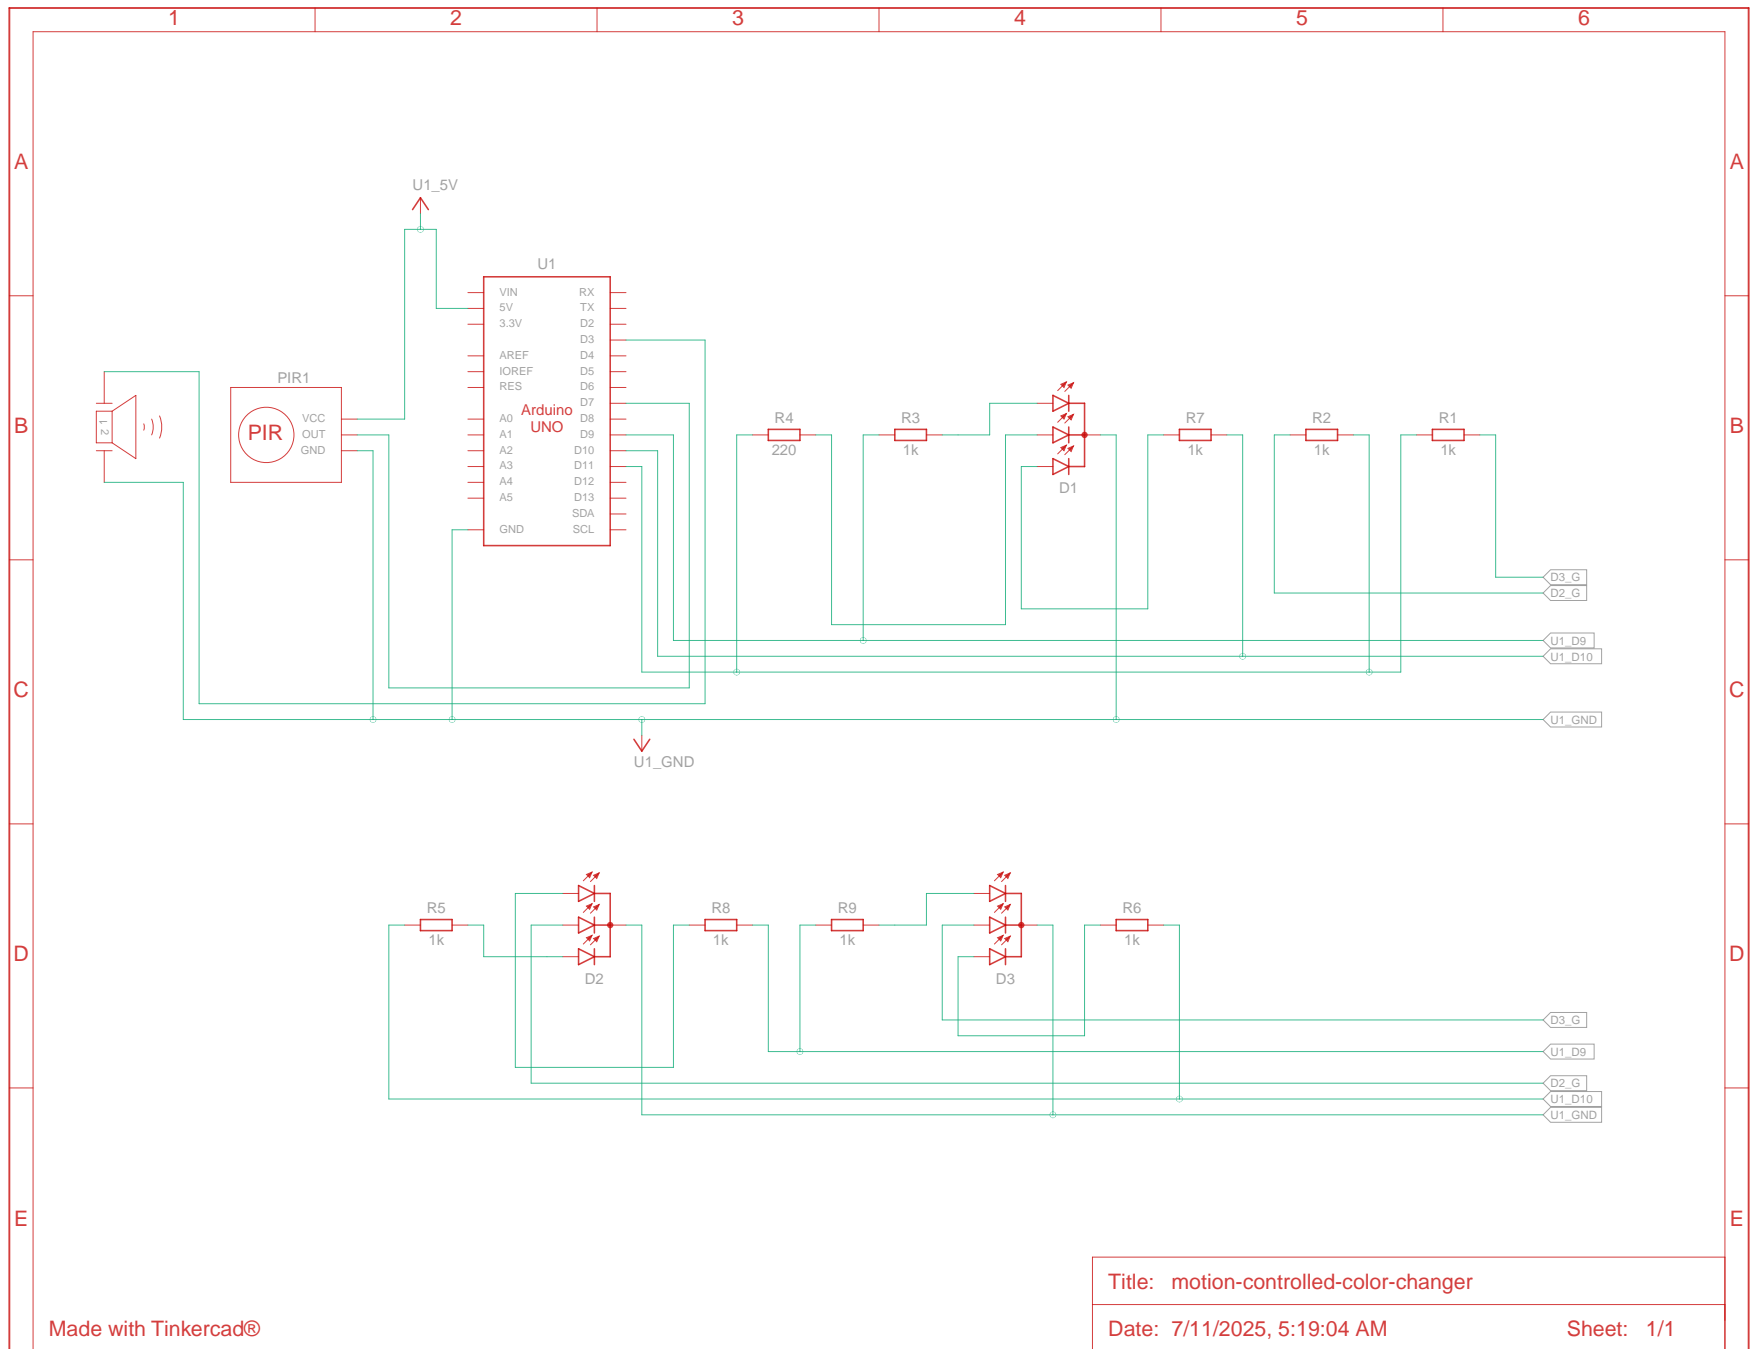 1 2 3 4 5 6
A A
U1_5V
U1
VIN RX
5V TX
3.3V D2
D3
AREF D4
IOREF D5
RES D6
D7
A0 D8
A1 D9
A2 D10
A3 D11
A4 D12
A5 D13
SDA
GND SCL
Arduino
UNO
PIR1
PIR
VCC
OUT
GND
1 2
B B
R4
220
R3
1k
D1
R7
1k
R2
1k
R1
1k
D3_G
D2_G
U1_D9
U1_D10
C C
U1_GND
U1_GND
R5
1k
D2
R8
1k
R9
1k
D3
R6
1k
D D
D3_G
U1_D9
D2_G
U1_D10
U1_GND
E E
Title: motion-controlled-color-changer
Made with Tinkercad®
Date: 7/11/2025, 5:19:04 AM Sheet: 1/1